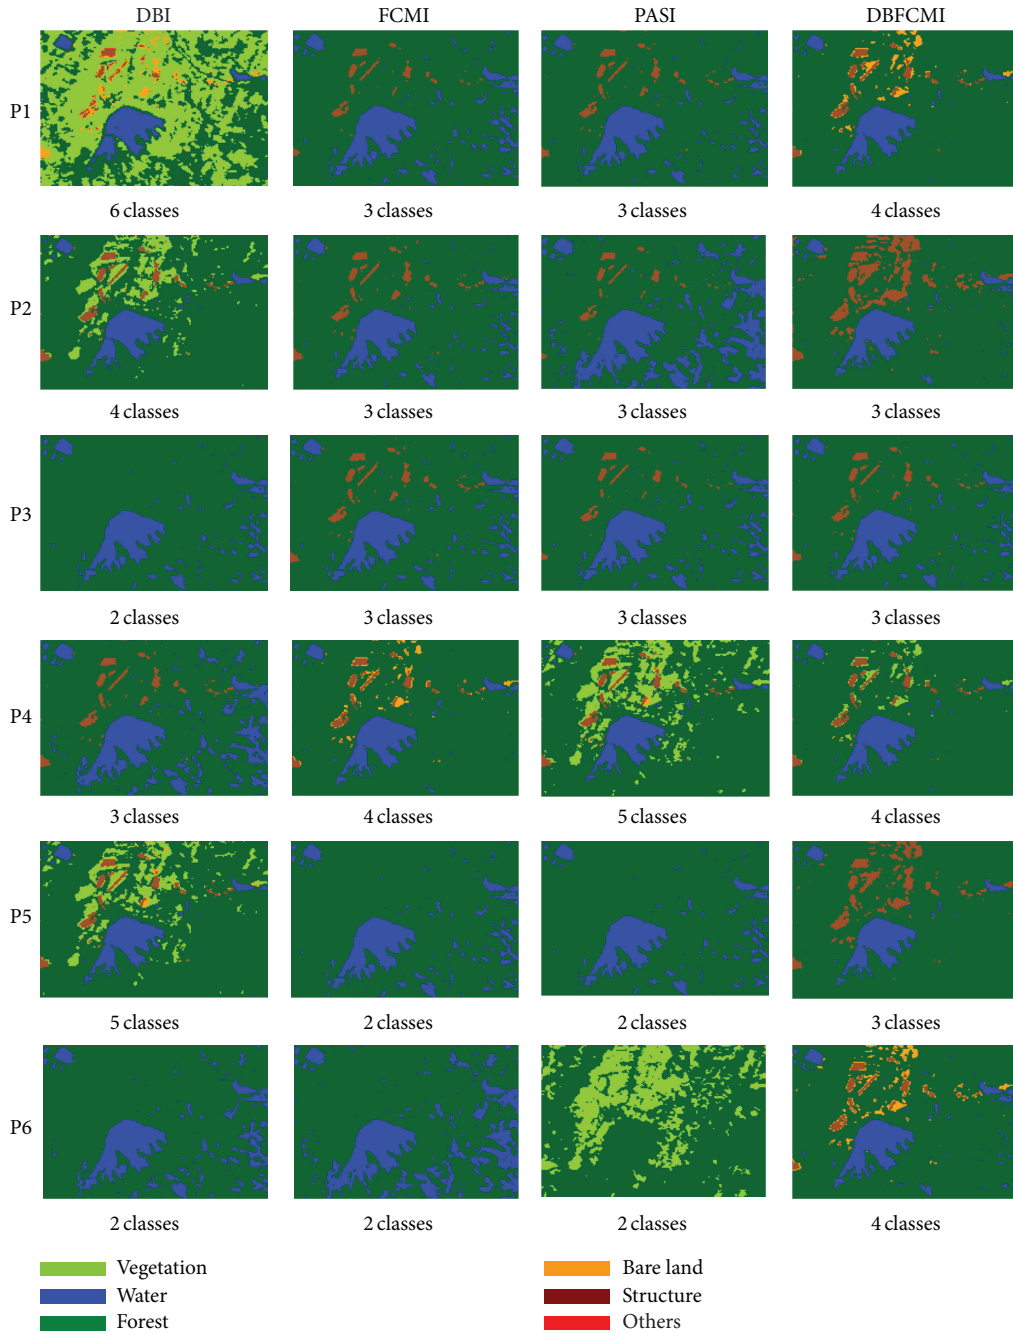 DBI FCMI PASI DBFCMI
P1
6 classes 3 classes 3 classes 4 classes
P2
4 classes 3 classes 3 classes 3 classes
P3
2 classes 3 classes 3 classes 3 classes
P4
3 classes 4 classes 5 classes 4 classes
P5
5 classes 2 classes 2 classes 3 classes
P6
2 classes 2 classes 2 classes 4 classes
Vegetation Bare land
Water Structure
Forest Others